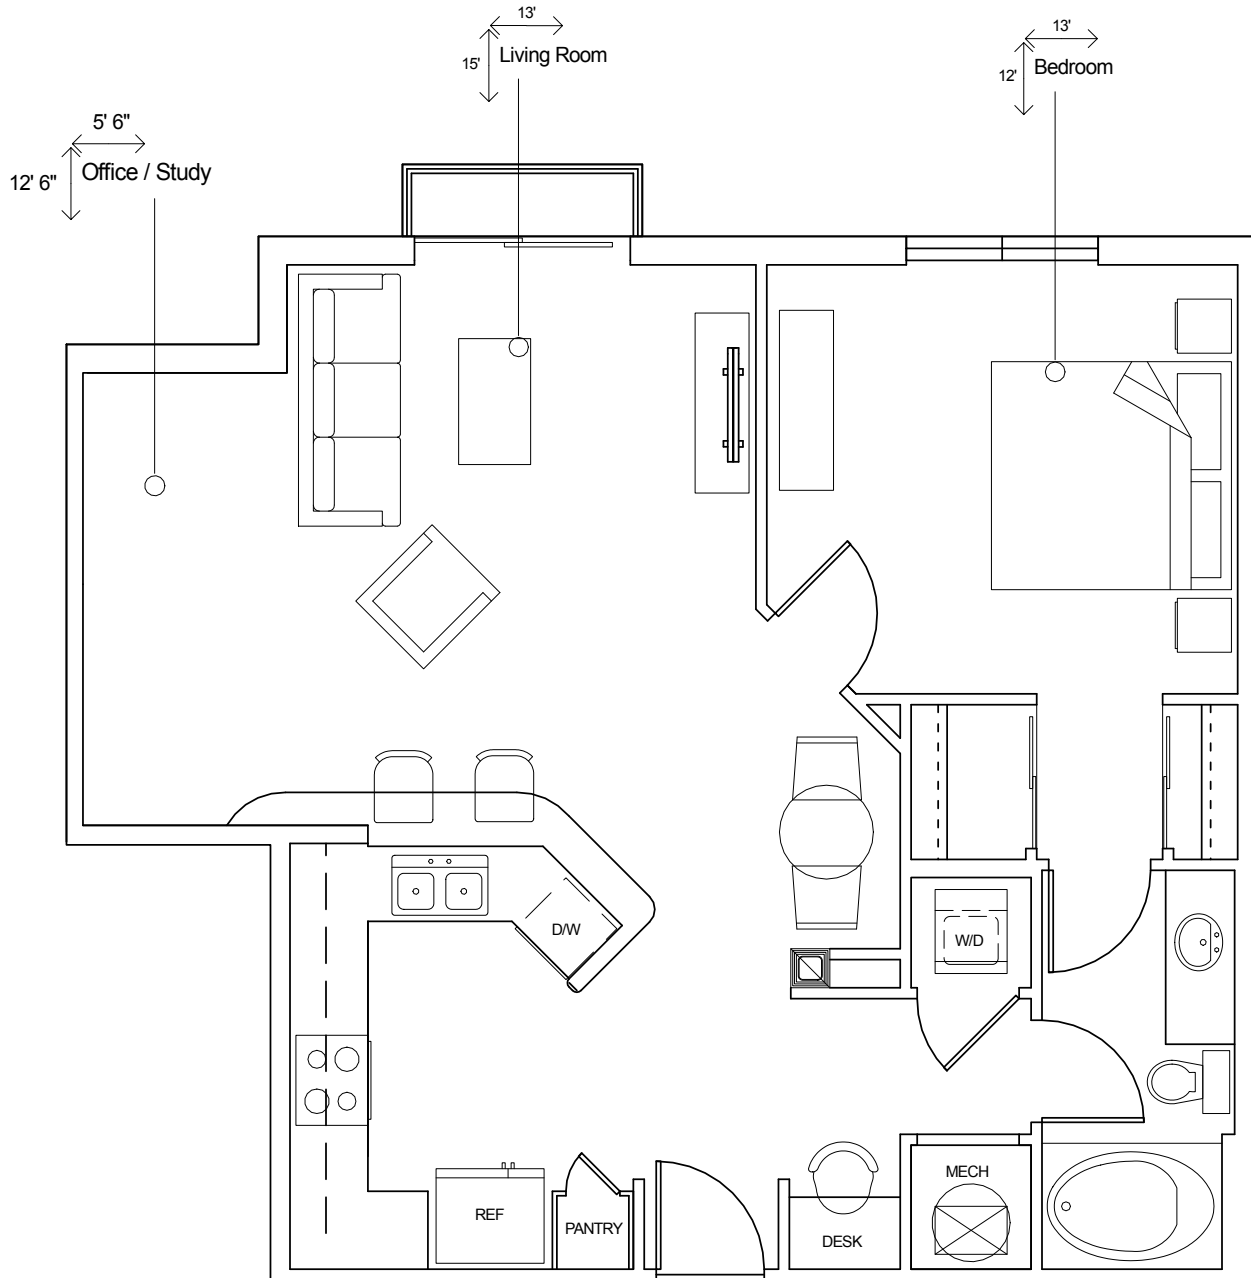 13'
15' Living Room
13'
12' Bedroom
5' 6"
12' 6" Office / Study
D/W
W/D
MECH
REF
PANTRY
DESK